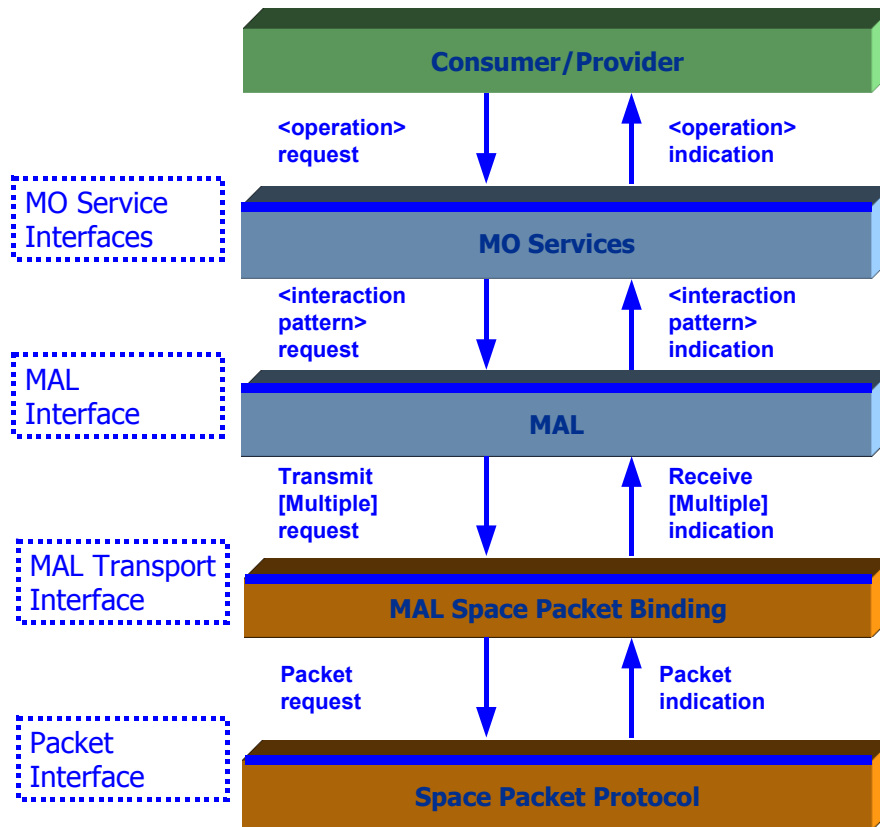 Consumer/Provider
<operation>
request
<operation>
indication
MO Service
Interfaces
MO Services
<interaction
pattern>
request
<interaction
pattern>
indication
MAL
Interface
MAL
Transmit
[Multiple]
request
Receive
[Multiple]
indication
MAL Transport
Interface
MAL Space Packet Binding
Packet
request
Packet
indication
Packet
Interface
Space Packet Protocol